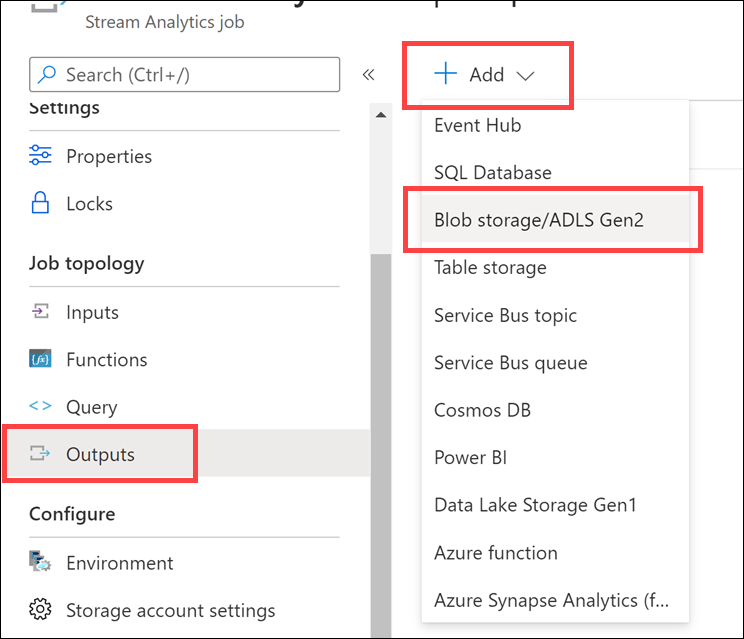 Stream Analytics job
Search (Ctrl+/)
«
Settings
Properties
Locks
Job topology
Inputs
Functions
Query
Outputs
Configure
Environment
Storage account settings
Add
Event Hub
SQL Database
Blob storage/ADLS Gen2
Table storage
Service Bus topic
Service Bus queue
Cosmos DB
Power BI
Data Lake Storage Gen1
Azure function
Azure Synapse Analytics (f...